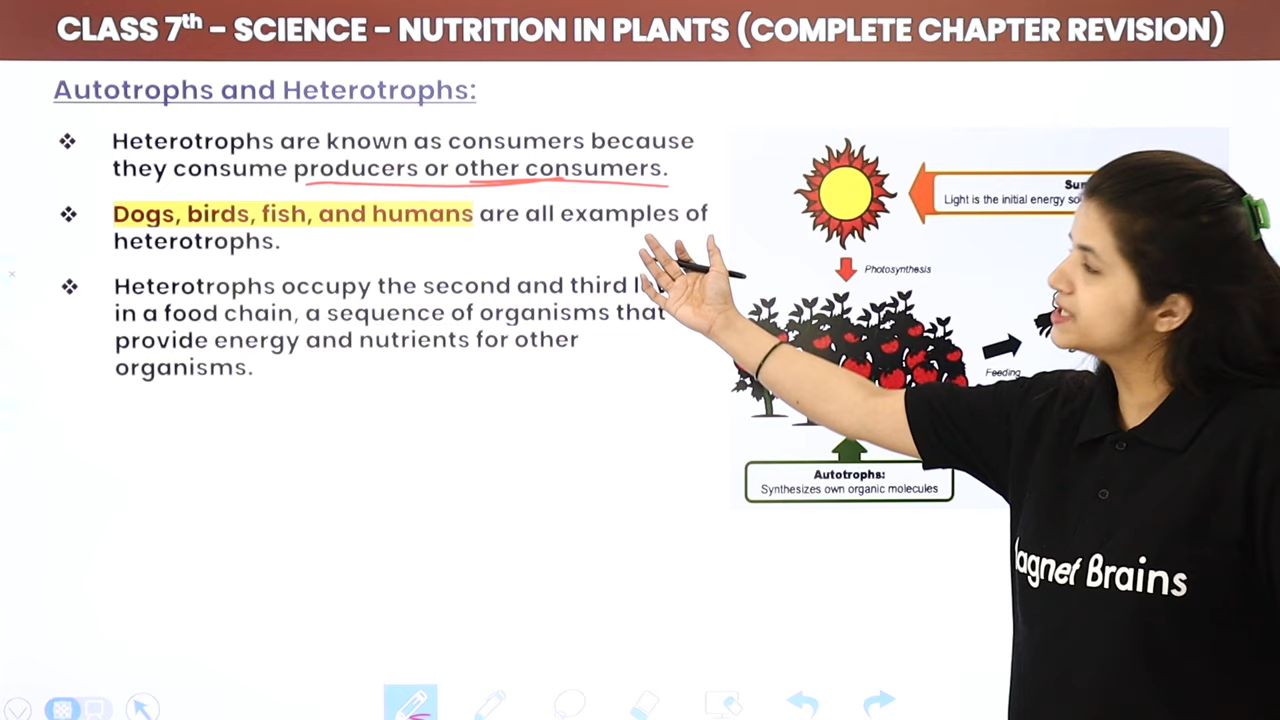 CLASS 7th - SCIENCE - NUTRITION IN PLANTS (COMPLETE CHAPTER REVISION)
Autotrophs and Heterotrophs:
❖ Heterotrophs are known as consumers because
they consume producers or other consumers.
❖ Dogs, birds, fish, and humans are all examples of
heterotrophs.
❖ Heterotrophs occupy the second and third
in a food chain, a sequence of organisms that
provide energy and nutrients for other
organisms.
Light is the initial energy
Photosynthesis
Feeding
Autotrophs:
Synthesizes own organic molecules
Brains